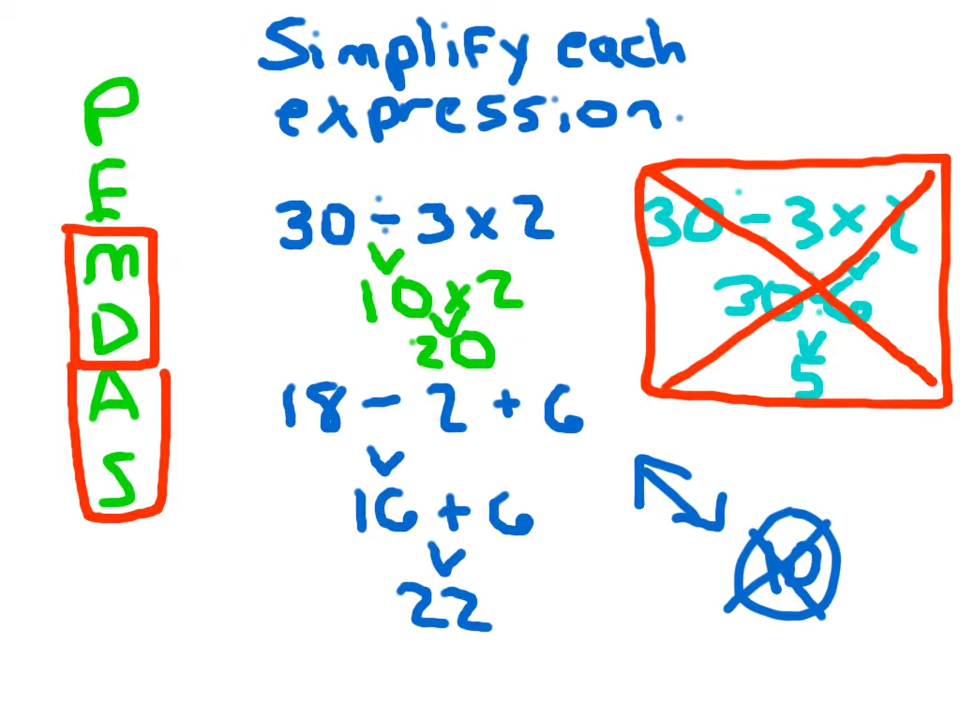 Simplify each
expression.
P
E
M
D
A
S
30 ÷ 3 x 2
10 x 2
20
18 - 2 + 6
16 + 6
22
30 ÷ 3 x 2
30 ÷ 6
5
10